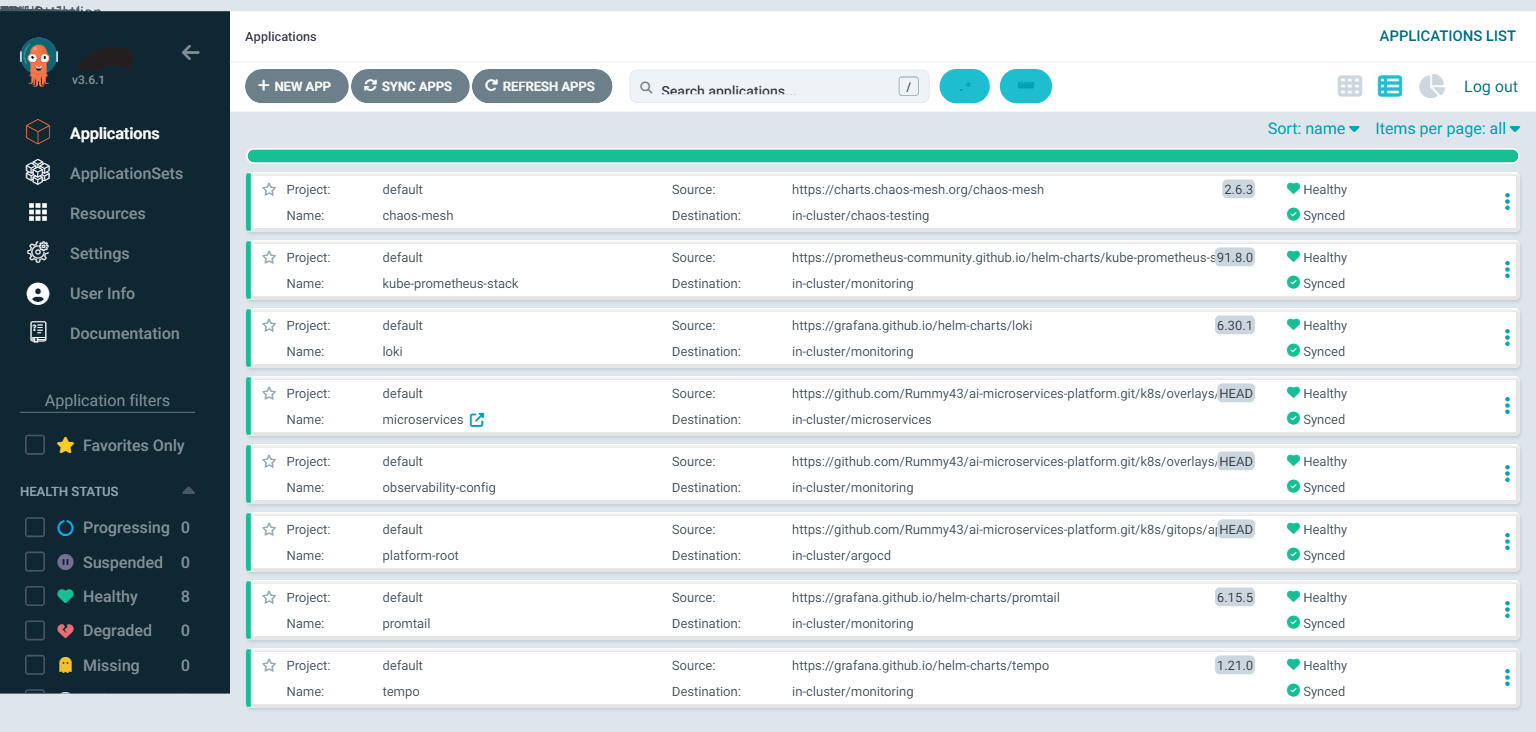 Applications
APPLICATIONS LIST
v3.6.1
NEW APP
SYNC APPS
REFRESH APPS
Search applications...
/
.*
Log out
Sort: name
Items per page: all
Applications
ApplicationSets
Resources
Settings
User Info
Documentation
Application filters
Favorites Only
HEALTH STATUS
Progressing 0
Suspended 0
Healthy 8
Degraded 0
Missing 0
Project: default Source: https://charts.chaos-mesh.org/chaos-mesh 2.6.3 Healthy
Name: chaos-mesh Destination: in-cluster/chaos-testing Synced
Project: default Source: https://prometheus-community.github.io/helm-charts/kube-prometheus-s 91.8.0 Healthy
Name: kube-prometheus-stack Destination: in-cluster/monitoring Synced
Project: default Source: https://grafana.github.io/helm-charts/loki 6.30.1 Healthy
Name: loki Destination: in-cluster/monitoring Synced
Project: default Source: https://github.com/Rummy43/ai-microservices-platform.git/k8s/overlays/ HEAD Healthy
Name: microservices Destination: in-cluster/microservices Synced
Project: default Source: https://github.com/Rummy43/ai-microservices-platform.git/k8s/overlays/ HEAD Healthy
Name: observability-config Destination: in-cluster/monitoring Synced
Project: default Source: https://github.com/Rummy43/ai-microservices-platform.git/k8s/gitops/a HEAD Healthy
Name: platform-root Destination: in-cluster/argocd Synced
Project: default Source: https://grafana.github.io/helm-charts/promtail 6.15.5 Healthy
Name: promtail Destination: in-cluster/monitoring Synced
Project: default Source: https://grafana.github.io/helm-charts/tempo 1.21.0 Healthy
Name: tempo Destination: in-cluster/monitoring Synced